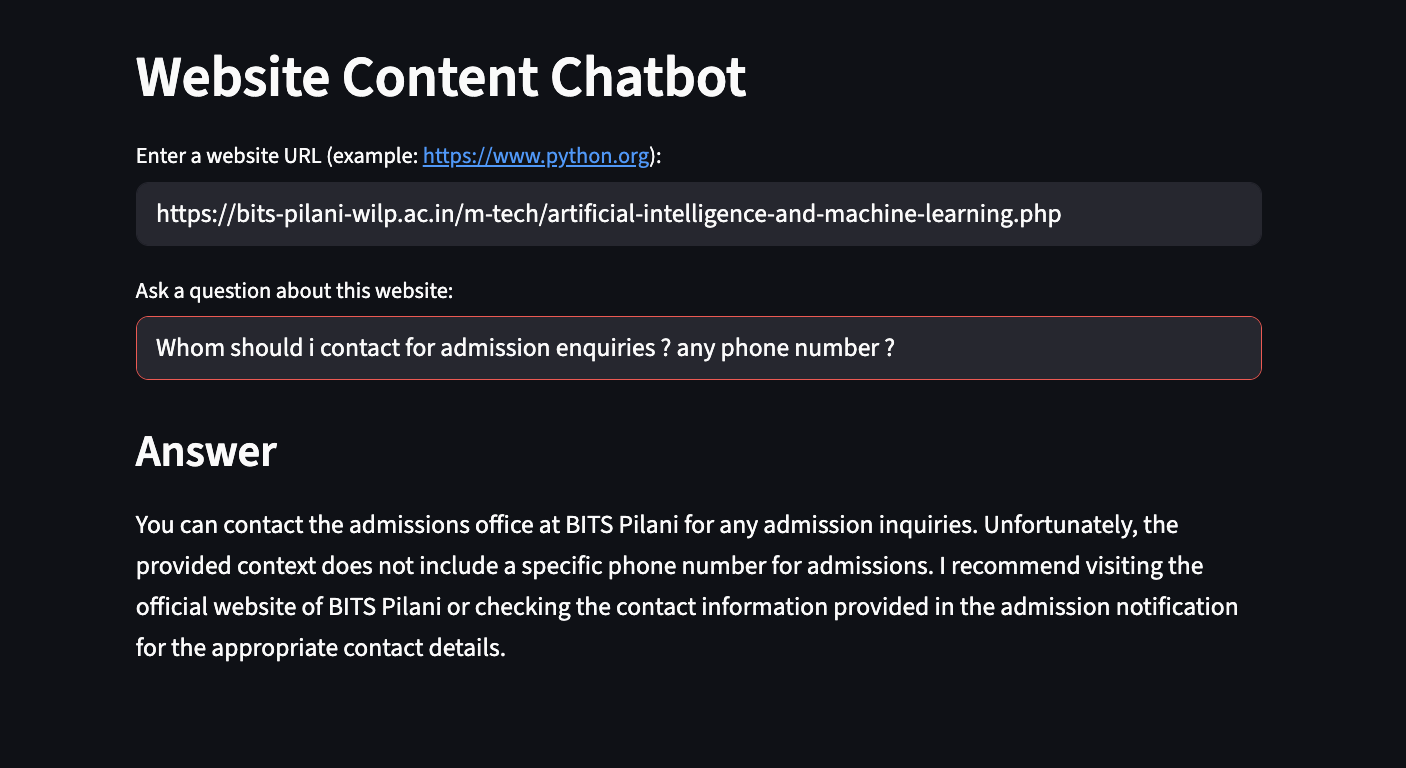 Website Content Chatbot
Enter a website URL (example: https://www.python.org):
https://bits-pilani-wilp.ac.in/m-tech/artificial-intelligence-and-machine-learning.php
Ask a question about this website:
Whom should i contact for admission enquiries ? any phone number ?
Answer
You can contact the admissions office at BITS Pilani for any admission inquiries. Unfortunately, the
provided context does not include a specific phone number for admissions. I recommend visiting the
official website of BITS Pilani or checking the contact information provided in the admission notification
for the appropriate contact details.